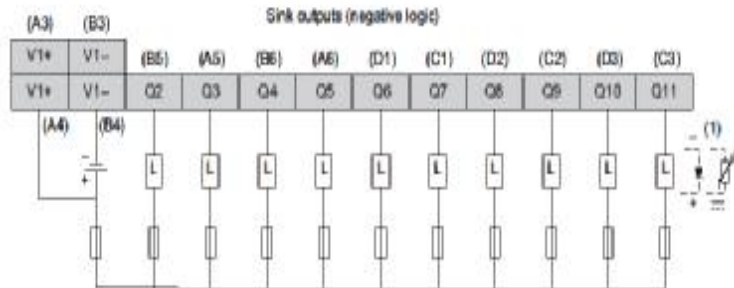 Sink outputs (negative logic)
(A3) (B3)
V1+ V1−
(B5) (A5) (B6) (A6) (D1) (C1) (D2) (C2) (D3) (C3)
V1+ V1− Q2 Q3 Q4 Q5 Q6 Q7 Q8 Q9 Q10 Q11
(A4) (B4) (1)
− −
+
L L L L L L L L L L
+